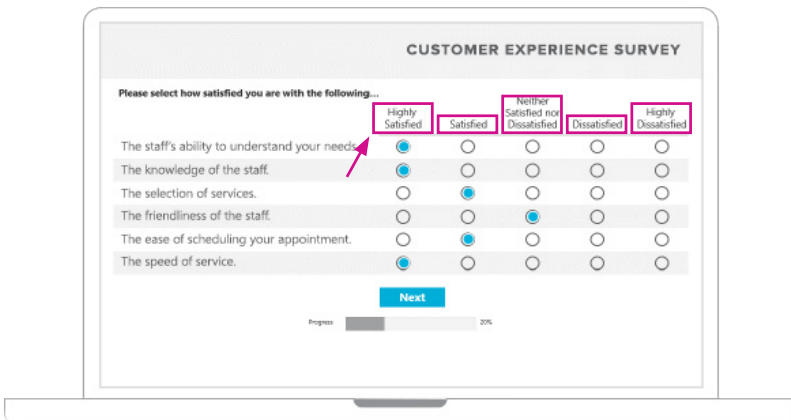 CUSTOMER EXPERIENCE SURVEY
Please select how satisfied you are with the following...
Highly
Satisfied
Satisfied
Neither
Satisfied nor
Dissatisfied
Dissatisfied
Highly
Dissatisfied
The staff's ability to understand your needs
The knowledge of the staff.
The selection of services.
The friendliness of the staff.
The ease of scheduling your appointment.
The speed of service.
Next
Progress 20%